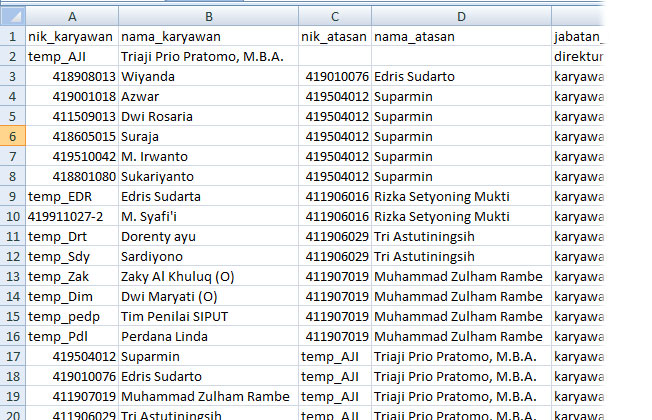 A B C D E
1 nik_karyawan nama_karyawan nik_atasan nama_atasan jabatan_
2 temp_AJI Triaji Prio Pratomo, M.B.A. direktur
3 418908013 Wiyanda 419010076 Edris Sudarto karyawa
4 419001018 Azwar 419504012 Suparmin karyawa
5 411509013 Dwi Rosaria 419504012 Suparmin karyawa
6 418605015 Suraja 419504012 Suparmin karyawa
7 419510042 M. Irwanto 419504012 Suparmin karyawa
8 418801080 Sukariyanto 419504012 Suparmin karyawa
9 temp_EDR Edris Sudarta 411906016 Rizka Setyoning Mukti karyawa
10 419911027-2 M. Syafi'i 411906016 Rizka Setyoning Mukti karyawa
11 temp_Drt Dorenty ayu 411906029 Tri Astutiningsih karyawa
12 temp_Sdy Sardiyono 411906029 Tri Astutiningsih karyawa
13 temp_Zak Zaky Al Khuluq (O) 411907019 Muhammad Zulham Rambe karyawa
14 temp_Dim Dwi Maryati (O) 411907019 Muhammad Zulham Rambe karyawa
15 temp_pedp Tim Penilai SIPUT 411907019 Muhammad Zulham Rambe karyawa
16 temp_Pdl Perdana Linda 411907019 Muhammad Zulham Rambe karyawa
17 419504012 Suparmin temp_AJI Triaji Prio Pratomo, M.B.A. karyawa
18 419010076 Edris Sudarto temp_AJI Triaji Prio Pratomo, M.B.A. karyawa
19 411907019 Muhammad Zulham Rambe temp_AJI Triaji Prio Pratomo, M.B.A. karyawa
20 411906029 Tri Astutiningsih temp_AJI Triaji Prio Pratomo, M.B.A. karyawa